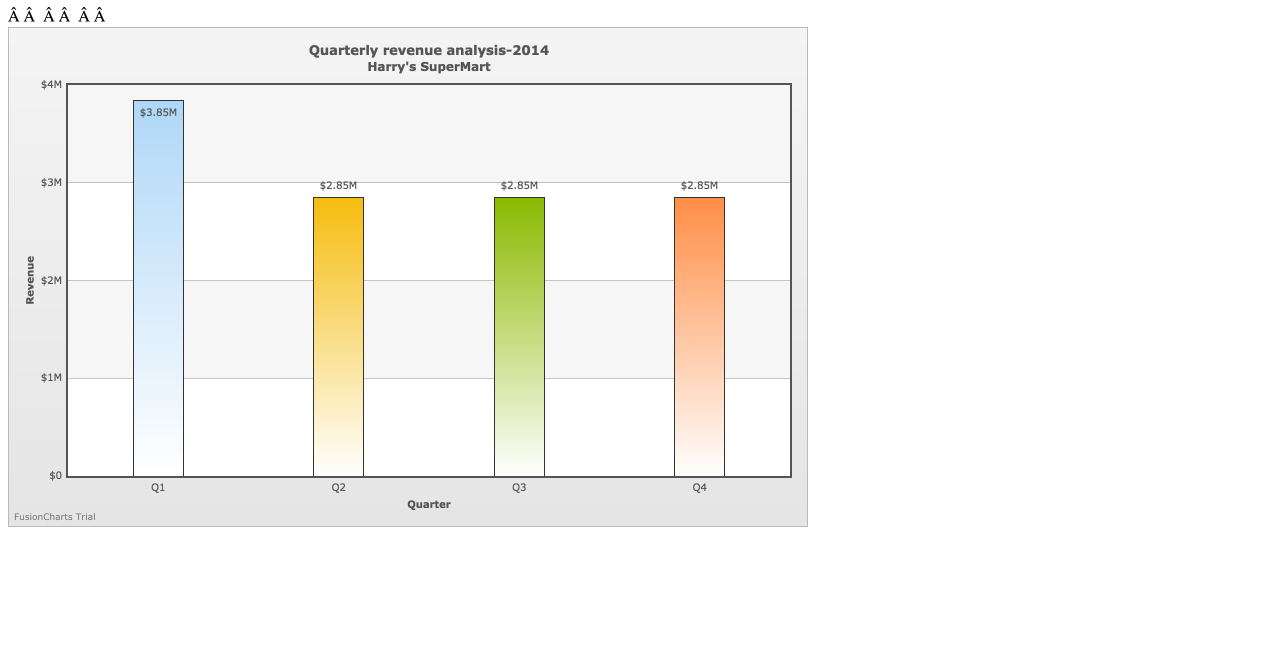 Â Â  Â Â  Â Â
Quarterly revenue analysis-2014
Harry's SuperMart
$4M
$3M
$2M
$1M
$0
Revenue
$3.85M
$2.85M
$2.85M
$2.85M
Q1
Q2
Q3
Q4
Quarter
FusionCharts Trial